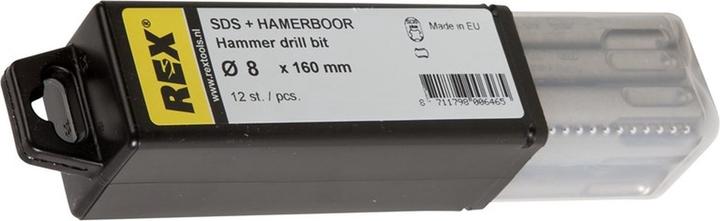 REX®
www.rextools.nl
SDS + HAMERBOOR
Hammer drill bit
Ø 8 x 160 mm
12 st. / pcs.
Made in EU
8 711798 006465